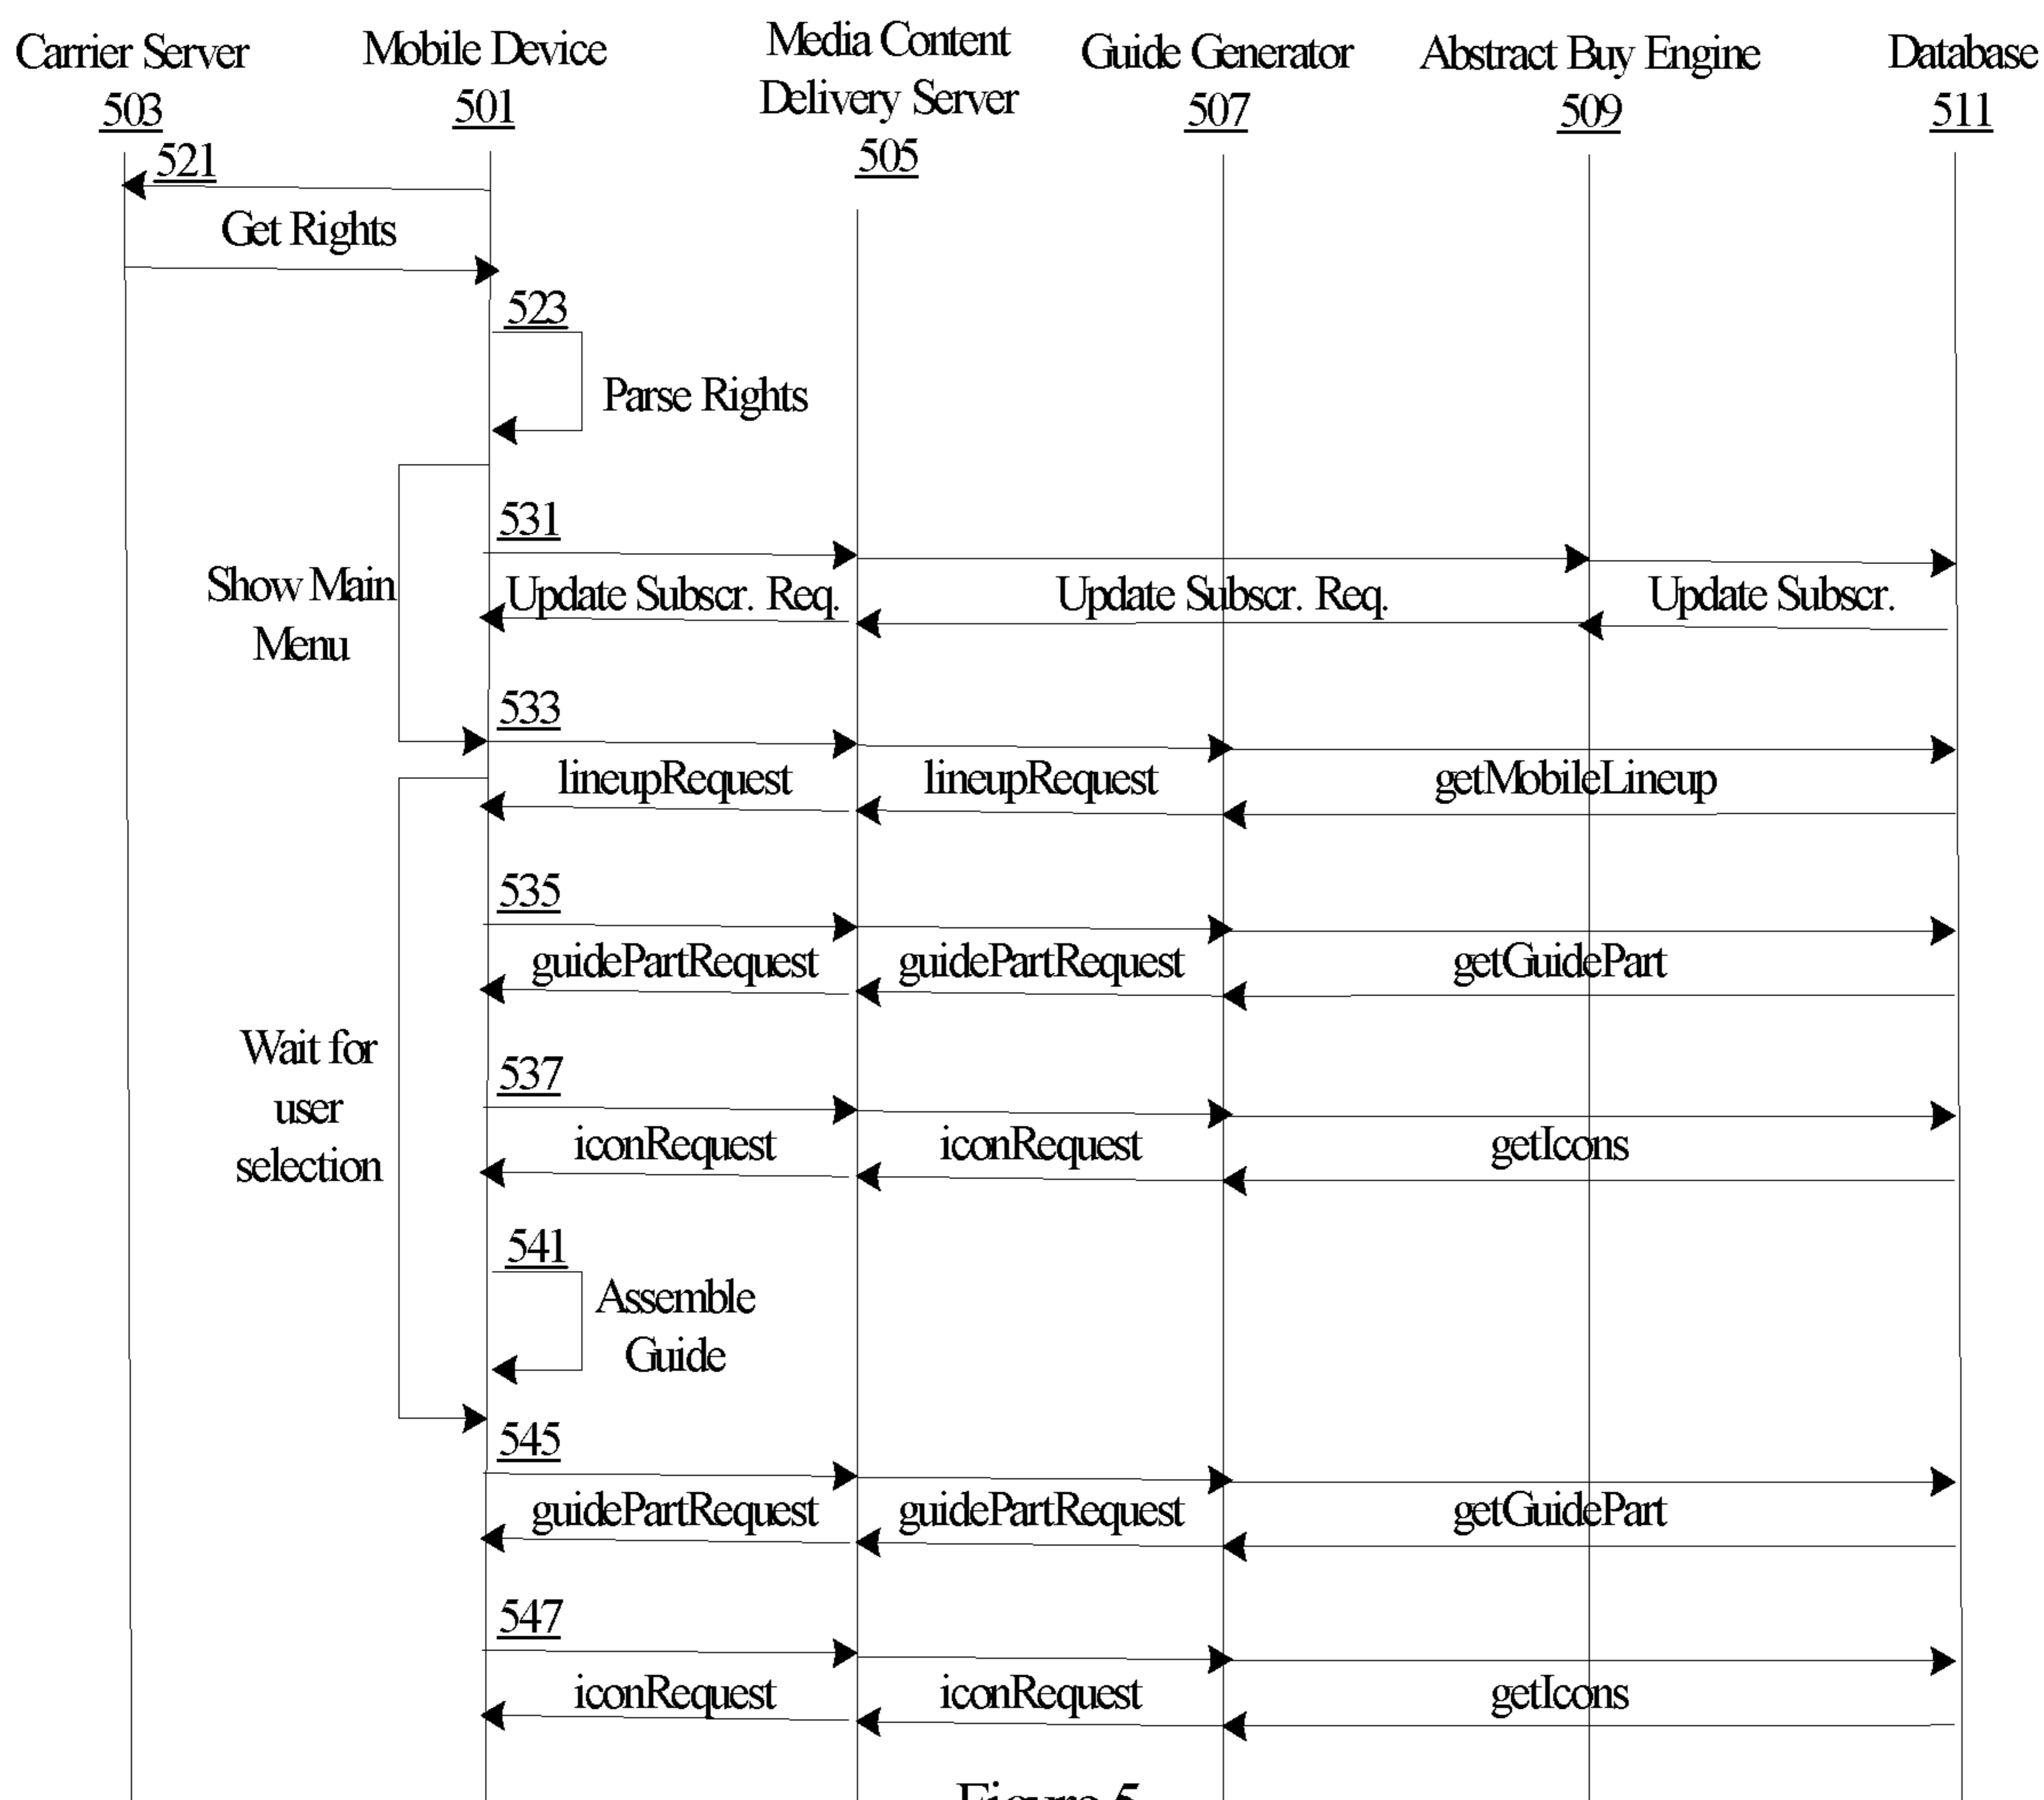 Carrier Server
503
Mobile Device
501
Media Content
Delivery Server
505
Guide Generator
507
Abstract Buy Engine
509
Database
511
521
Get Rights
523
Parse Rights
Show Main
Menu
531
Update Subscr. Req.
Update Subscr. Req.
Update Subscr.
533
lineupRequest
lineupRequest
getMobileLineup
Wait for
user
selection
535
guidePartRequest
guidePartRequest
getGuidePart
537
iconRequest
iconRequest
getIcons
541
Assemble
Guide
545
guidePartRequest
guidePartRequest
getGuidePart
547
iconRequest
iconRequest
getIcons
Figure 5